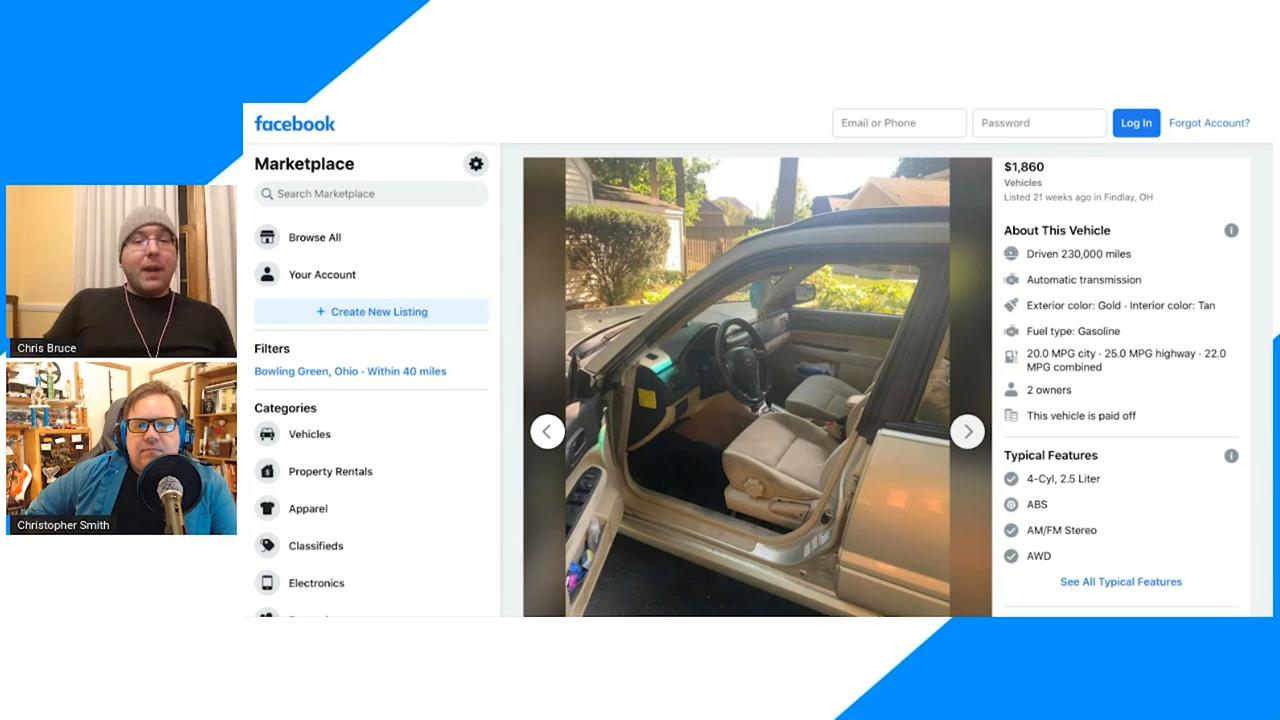 facebook
Email or Phone
Password
Log In
Forgot Account?
Marketplace
Search Marketplace
Browse All
Your Account
+ Create New Listing
Filters
Bowling Green, Ohio · Within 40 miles
Categories
Vehicles
Property Rentals
Apparel
Classifieds
Electronics
$1,860
Vehicles
Listed 21 weeks ago in Findlay, OH
About This Vehicle
Driven 230,000 miles
Automatic transmission
Exterior color: Gold · Interior color: Tan
Fuel type: Gasoline
20.0 MPG city · 25.0 MPG highway · 22.0
MPG combined
2 owners
This vehicle is paid off
Typical Features
4-Cyl, 2.5 Liter
ABS
AM/FM Stereo
AWD
See All Typical Features
Chris Bruce
Christopher Smith